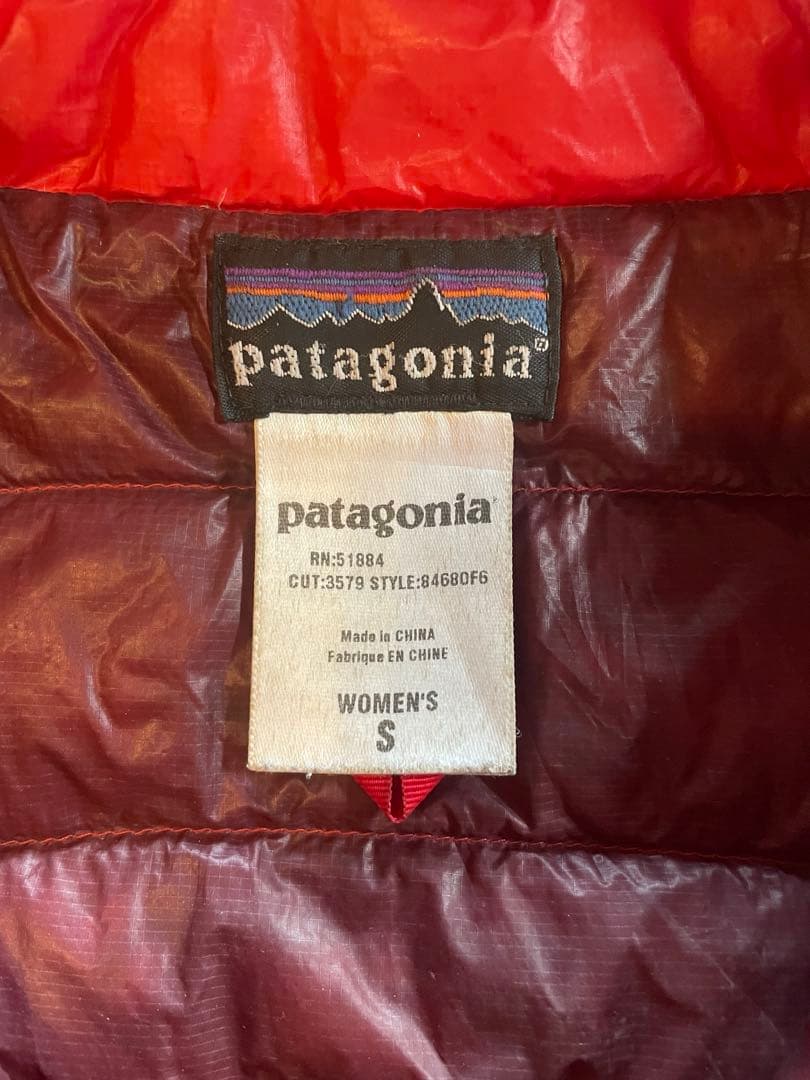 patagonia®
patagonia®
RN:51884
CUT:3579 STYLE:84680F6
Made in CHINA
Fabrique EN CHINE
WOMEN'S
S